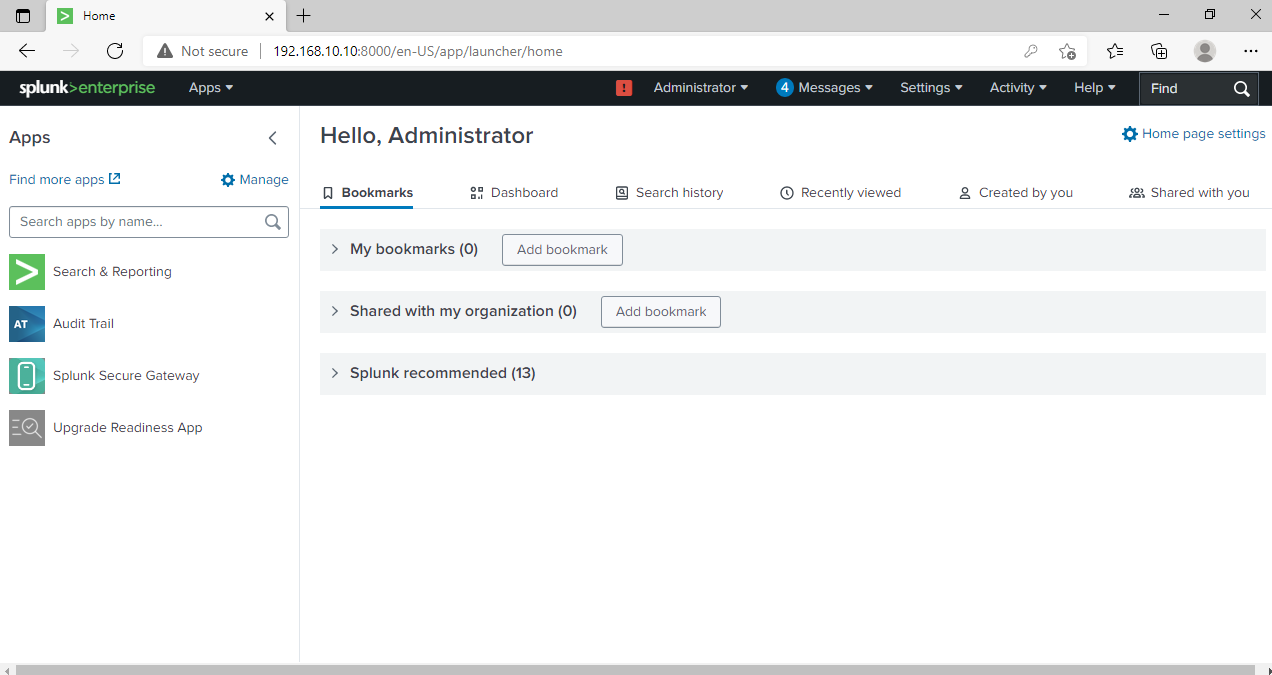 Home
Not secure
192.168.10.10:8000/en-US/app/launcher/home
splunk>enterprise Apps ! Administrator 4 Messages Settings Activity Help Find
Apps
Find more apps Manage
Search apps by name...
Search & Reporting
AT Audit Trail
Splunk Secure Gateway
Upgrade Readiness App
Hello, Administrator
Home page settings
Bookmarks Dashboard Search history Recently viewed Created by you Shared with you
My bookmarks (0) Add bookmark
Shared with my organization (0) Add bookmark
Splunk recommended (13)